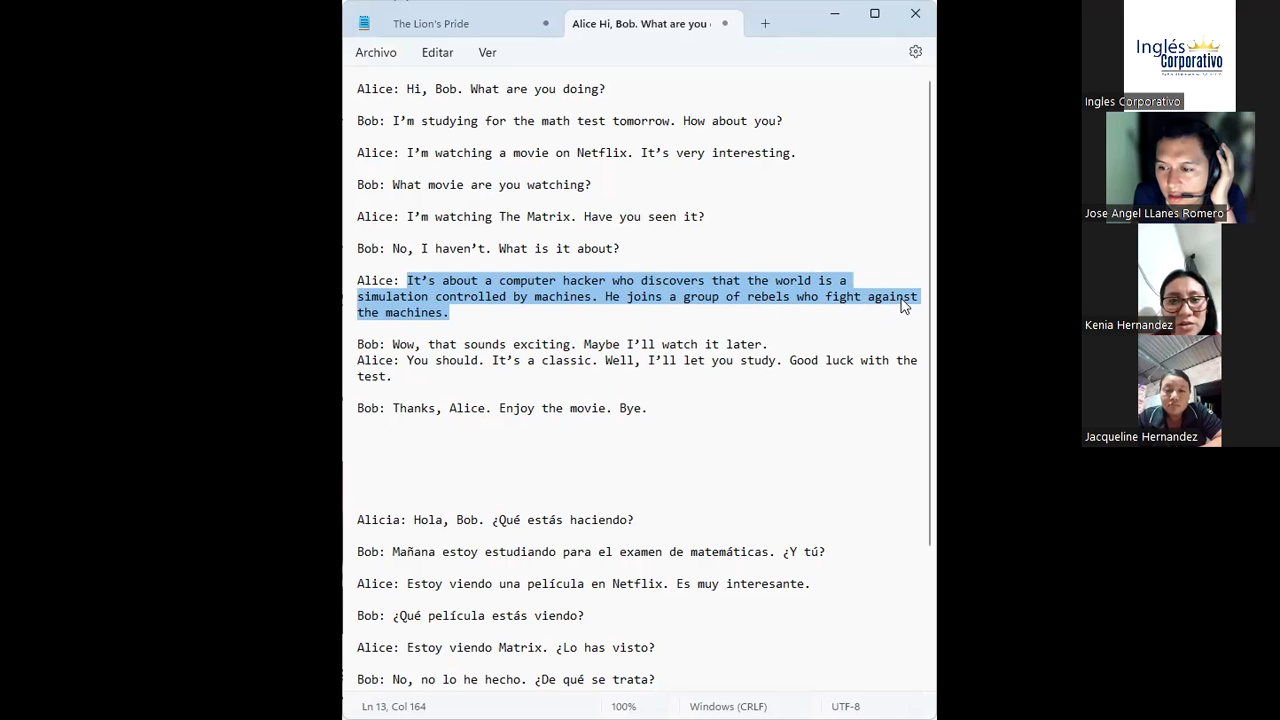 The Lion's Pride
Alice Hi, Bob. What are you
Archivo Editar Ver
Alice: Hi, Bob. What are you doing?
Bob: I’m studying for the math test tomorrow. How about you?
Alice: I’m watching a movie on Netflix. It’s very interesting.
Bob: What movie are you watching?
Alice: I’m watching The Matrix. Have you seen it?
Bob: No, I haven’t. What is it about?
Alice: It’s about a computer hacker who discovers that the world is a
simulation controlled by machines. He joins a group of rebels who fight against
the machines.
Bob: Wow, that sounds exciting. Maybe I’ll watch it later.
Alice: You should. It’s a classic. Well, I’ll let you study. Good luck with the
test.
Bob: Thanks, Alice. Enjoy the movie. Bye.
Alicia: Hola, Bob. ¿Qué estás haciendo?
Bob: Mañana estoy estudiando para el examen de matemáticas. ¿Y tú?
Alice: Estoy viendo una película en Netflix. Es muy interesante.
Bob: ¿Qué película estás viendo?
Alice: Estoy viendo Matrix. ¿Lo has visto?
Bob: No, no lo he hecho. ¿De qué se trata?
Ln 13, Col 164
100%
Windows (CRLF)
UTF-8
Inglés
Corporativo
Ingles Corporativo
Jose Angel LLanes Romero
Kenia Hernandez
Jacqueline Hernandez